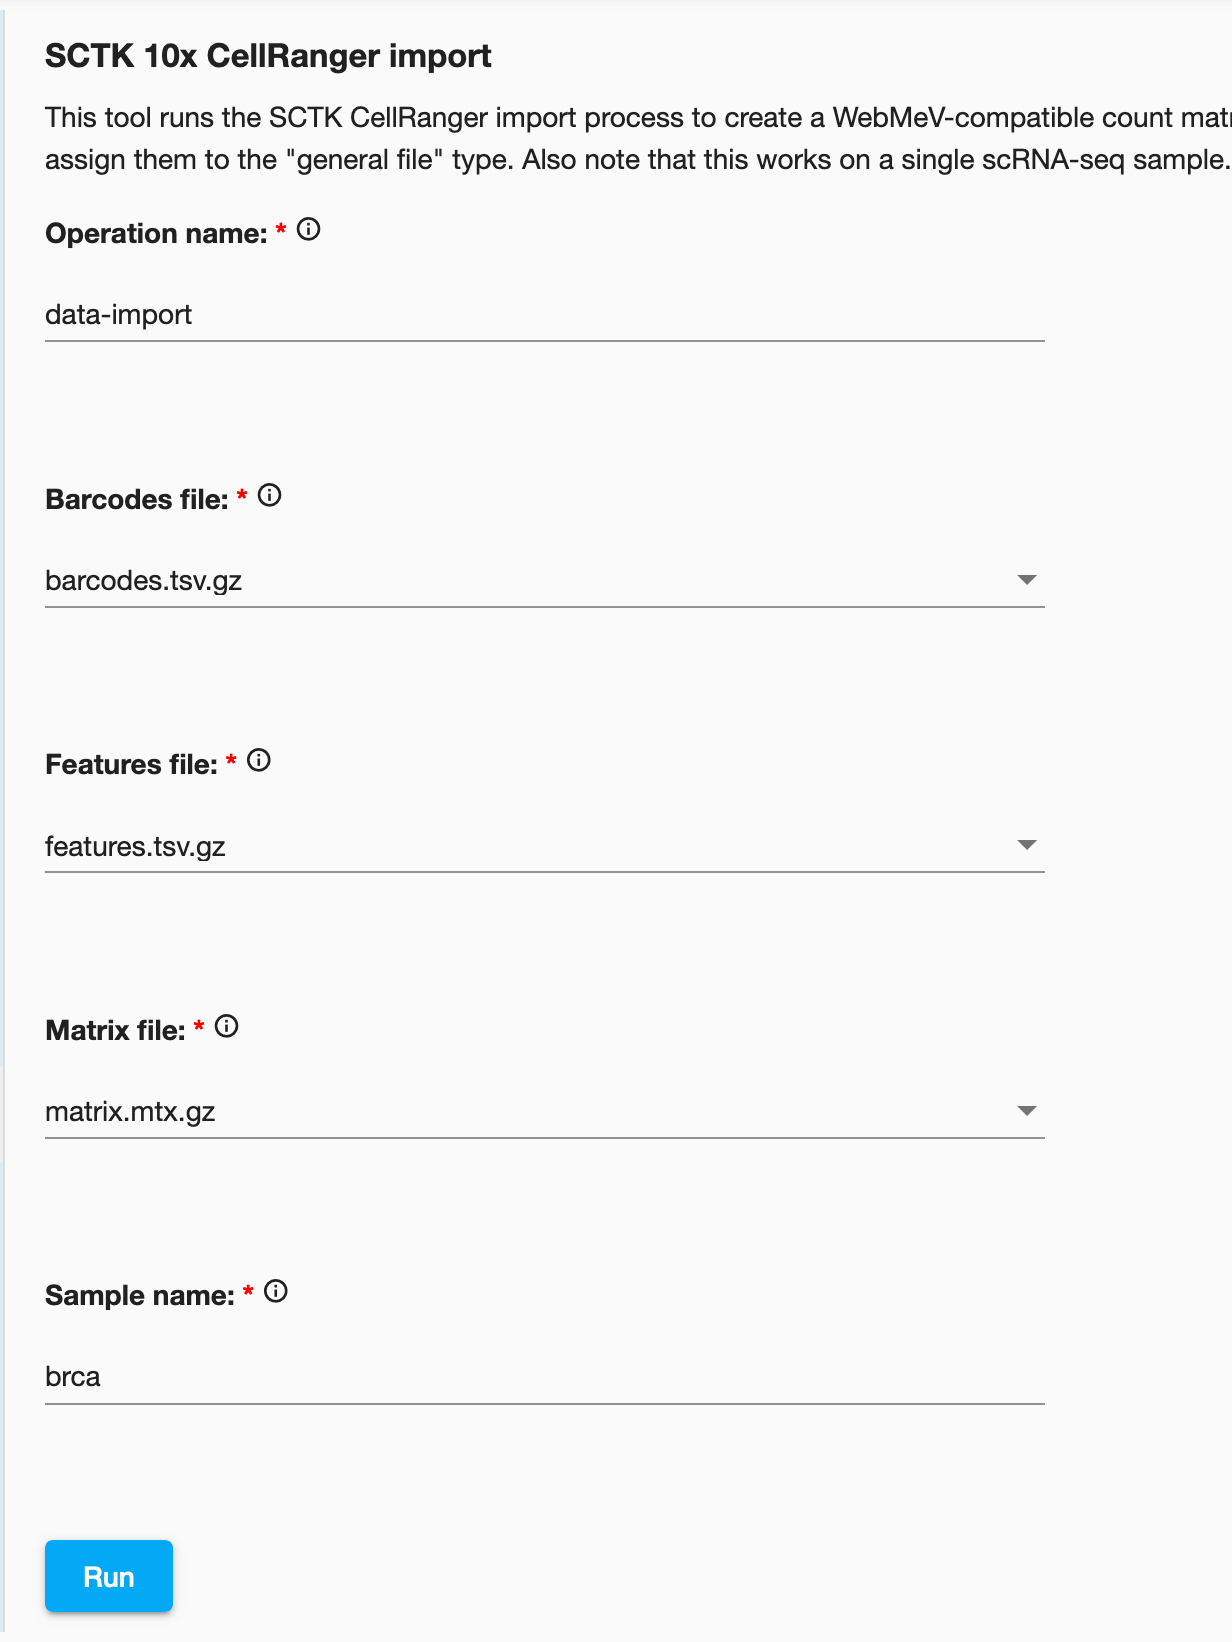 SCTK 10x CellRanger import
This tool runs the SCTK CellRanger import process to create a WebMeV-compatible count
assign them to the "general file" type. Also note that this works on a single scRNA-seq sample.
Operation name: *
data-import
Barcodes file: *
barcodes.tsv.gz
Features file: *
features.tsv.gz
Matrix file: *
matrix.mtx.gz
Sample name: *
brca
Run